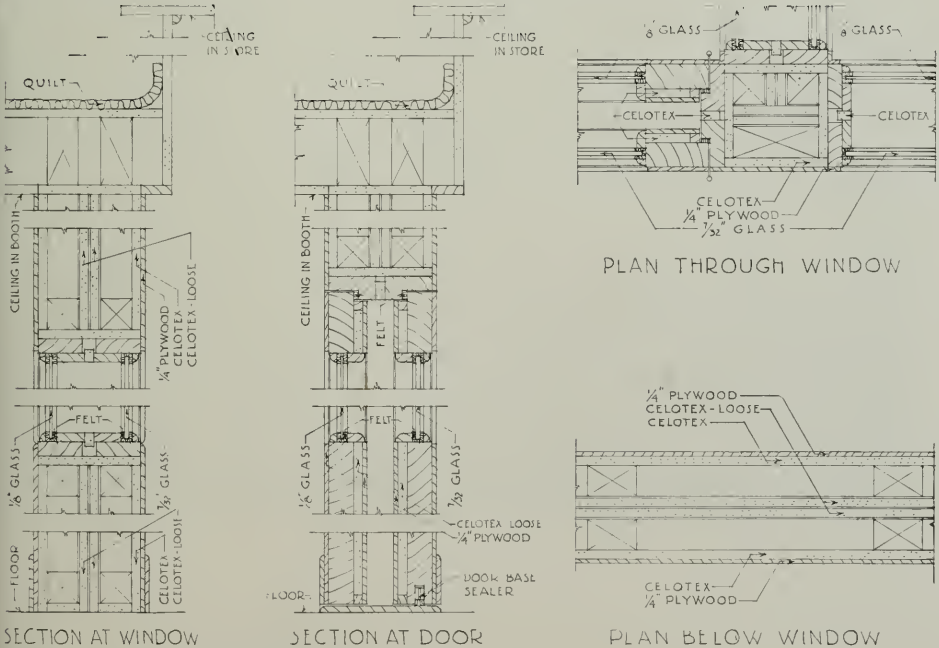 CEILING
IN STORE
QUILT
CEILING IN BOOTH
1/4" PLYWOOD
CELOTEX
CELOTEX-LOOSE
FELT
1/8" GLASS
7/32" GLASS
FLOOR
CELOTEX
CELOTEX-LOOSE
SECTION AT WINDOW
CEILING
IN STORE
QUILT
CEILING IN BOOTH
FELT
FELT
1/8" GLASS
7/32 GLASS
CELOTEX LOOSE
1/4" PLYWOOD
DOOR BASE
SEALER
FLOOR
SECTION AT DOOR
1/8" GLASS
1/8" GLASS
CELOTEX
CELOTEX
CELOTEX
1/4" PLYWOOD
7/32" GLASS
PLAN THROUGH WINDOW
1/4" PLYWOOD
CELOTEX-LOOSE
CELOTEX
CELOTEX
1/4" PLYWOOD
PLAN BELOW WINDOW